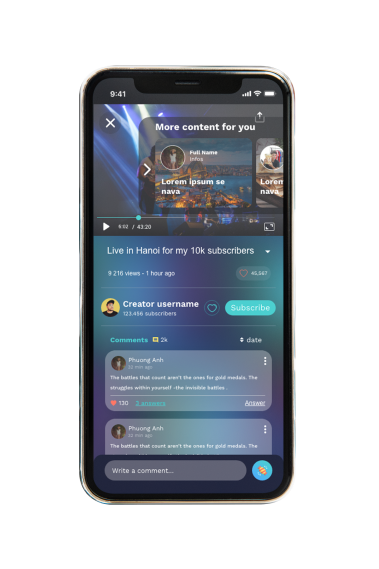 9:41
More content for you
Full Name
Infos
Lorem ipsum se
nava
Lorem
nava
6:02 / 43:20
Live in Hanoi for my 10k subscribers
9 216 views - 1 hour ago
45,567
Creator username
123.456 subscribers
Subscribe
Comments 2k
date
Phuong Anh
32 min ago
The battles that count aren't the ones for gold medals. The
struggles within yourself -the invisible battles.
130
2 answers
Answer
Phuong Anh
32 min ago
The battles that count aren't the ones for gold medals. The
Write a comment...